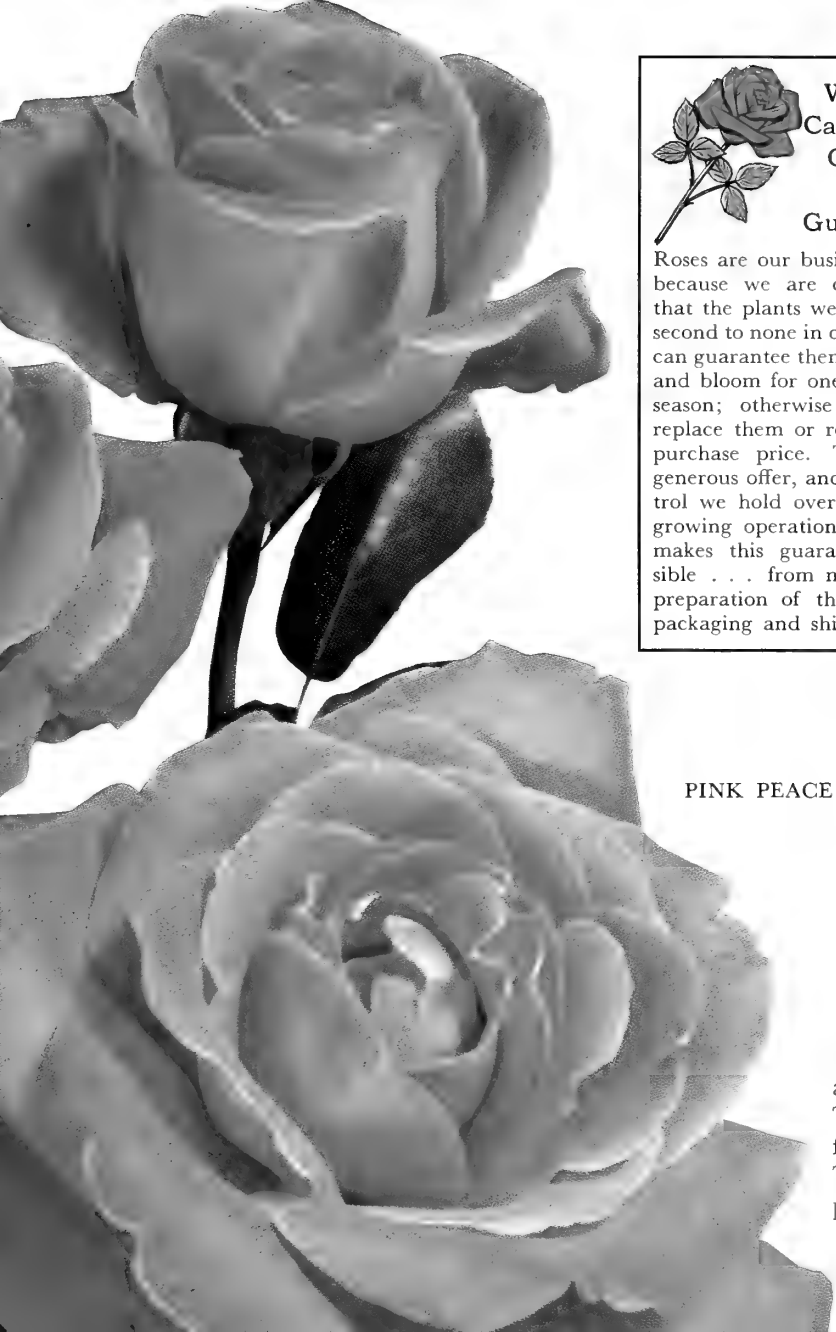 Ca
Gu
Roses are our busi
because we are
that the plants we
second to none in
can guarantee ther
and bloom for one
season; otherwise
replace them or r
purchase price.
generous offer, and
trol we hold over
growing operation
makes this guara
sible . . . from n
preparation of th
packaging and shi
PINK PEACE